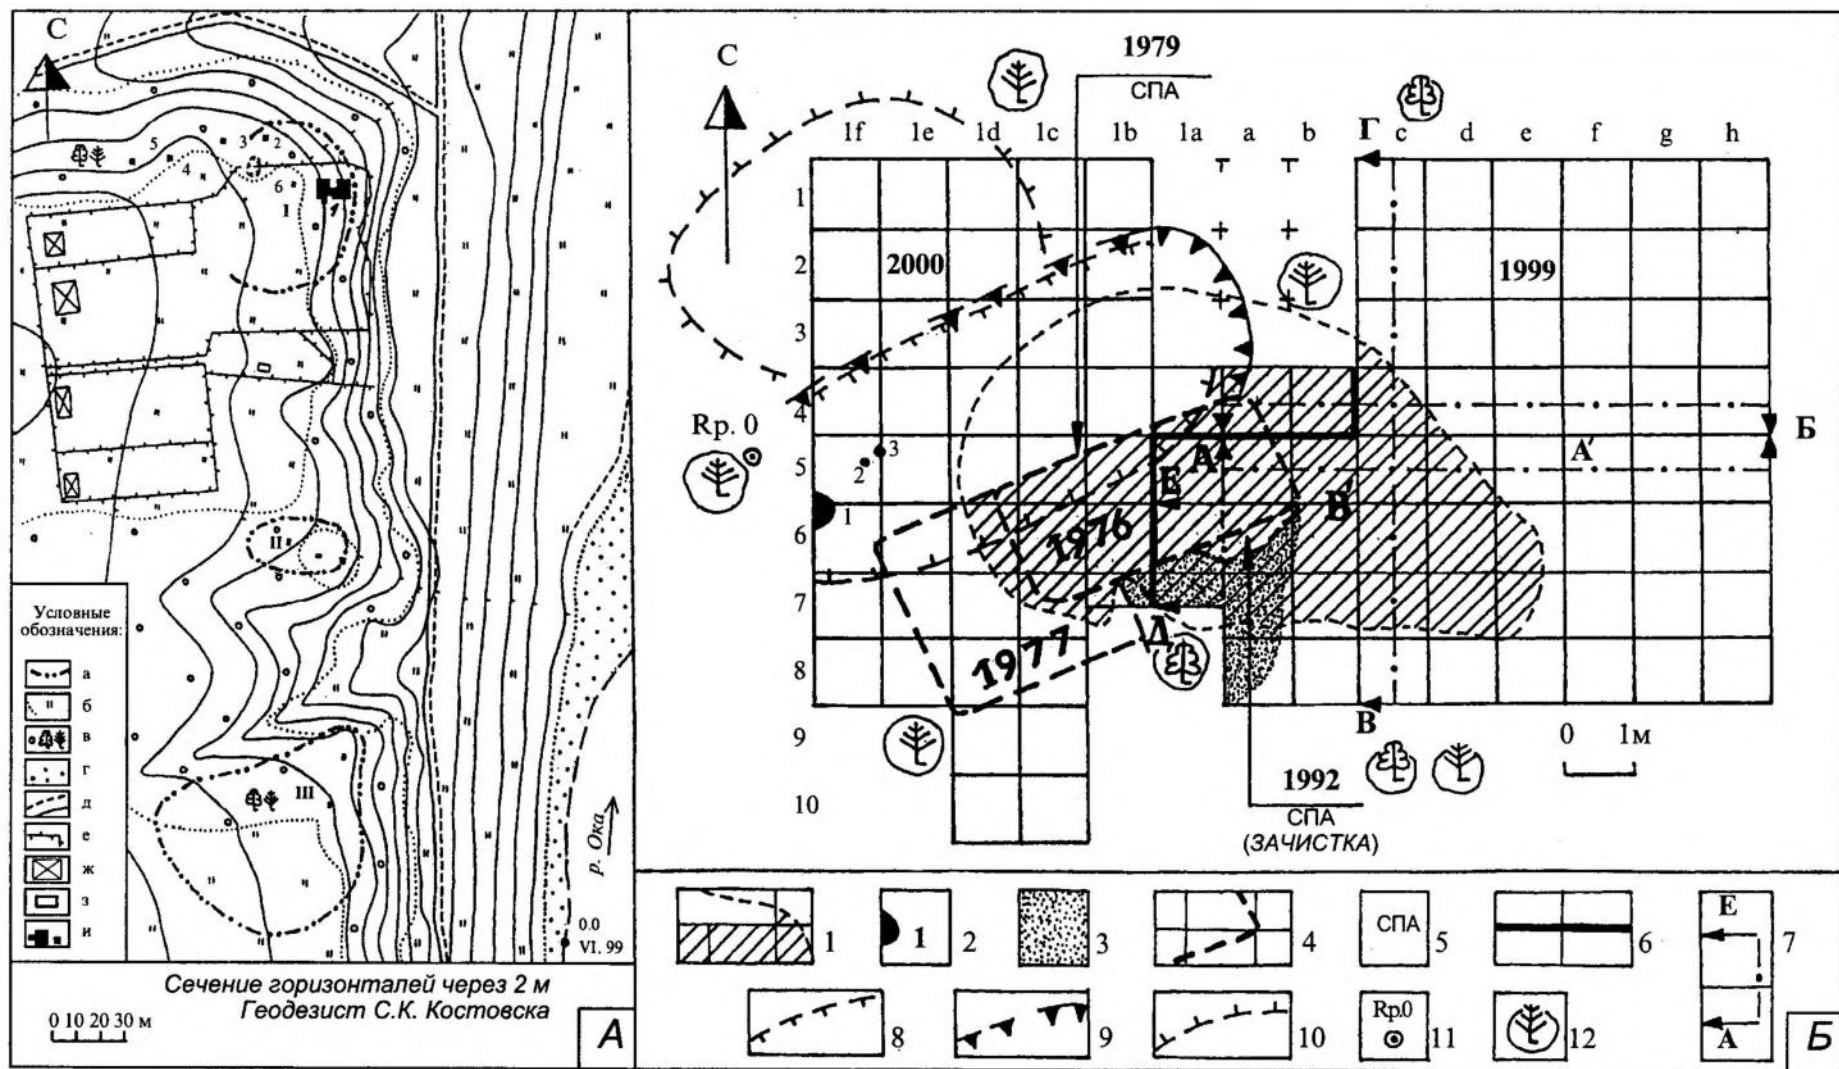 С
5
3
2
4
6
I
1
II
III
Условные
обозначения:
а
б
в
г
д
е
ж
з
и
р. Ока
0.0
VI. 99
Сечение горизонталей через 2 м
Геодезист С.К. Костовска
0 10 20 30 м
А
С
1979
СПА
1f 1e 1d 1c 1b 1a a b Г c d e f g h
1
2
2000
1999
3
4
Rp. 0
Б
3
А
А′
5
2
Е
В′
1
6
1976
7
1977
Д
8
В
9
0 1м
1992
10
СПА
(ЗАЧИСТКА)
1
1
2
3
4
СПА
5
6
Е
7
А
8
9
10
Rp.0
11
12
Б